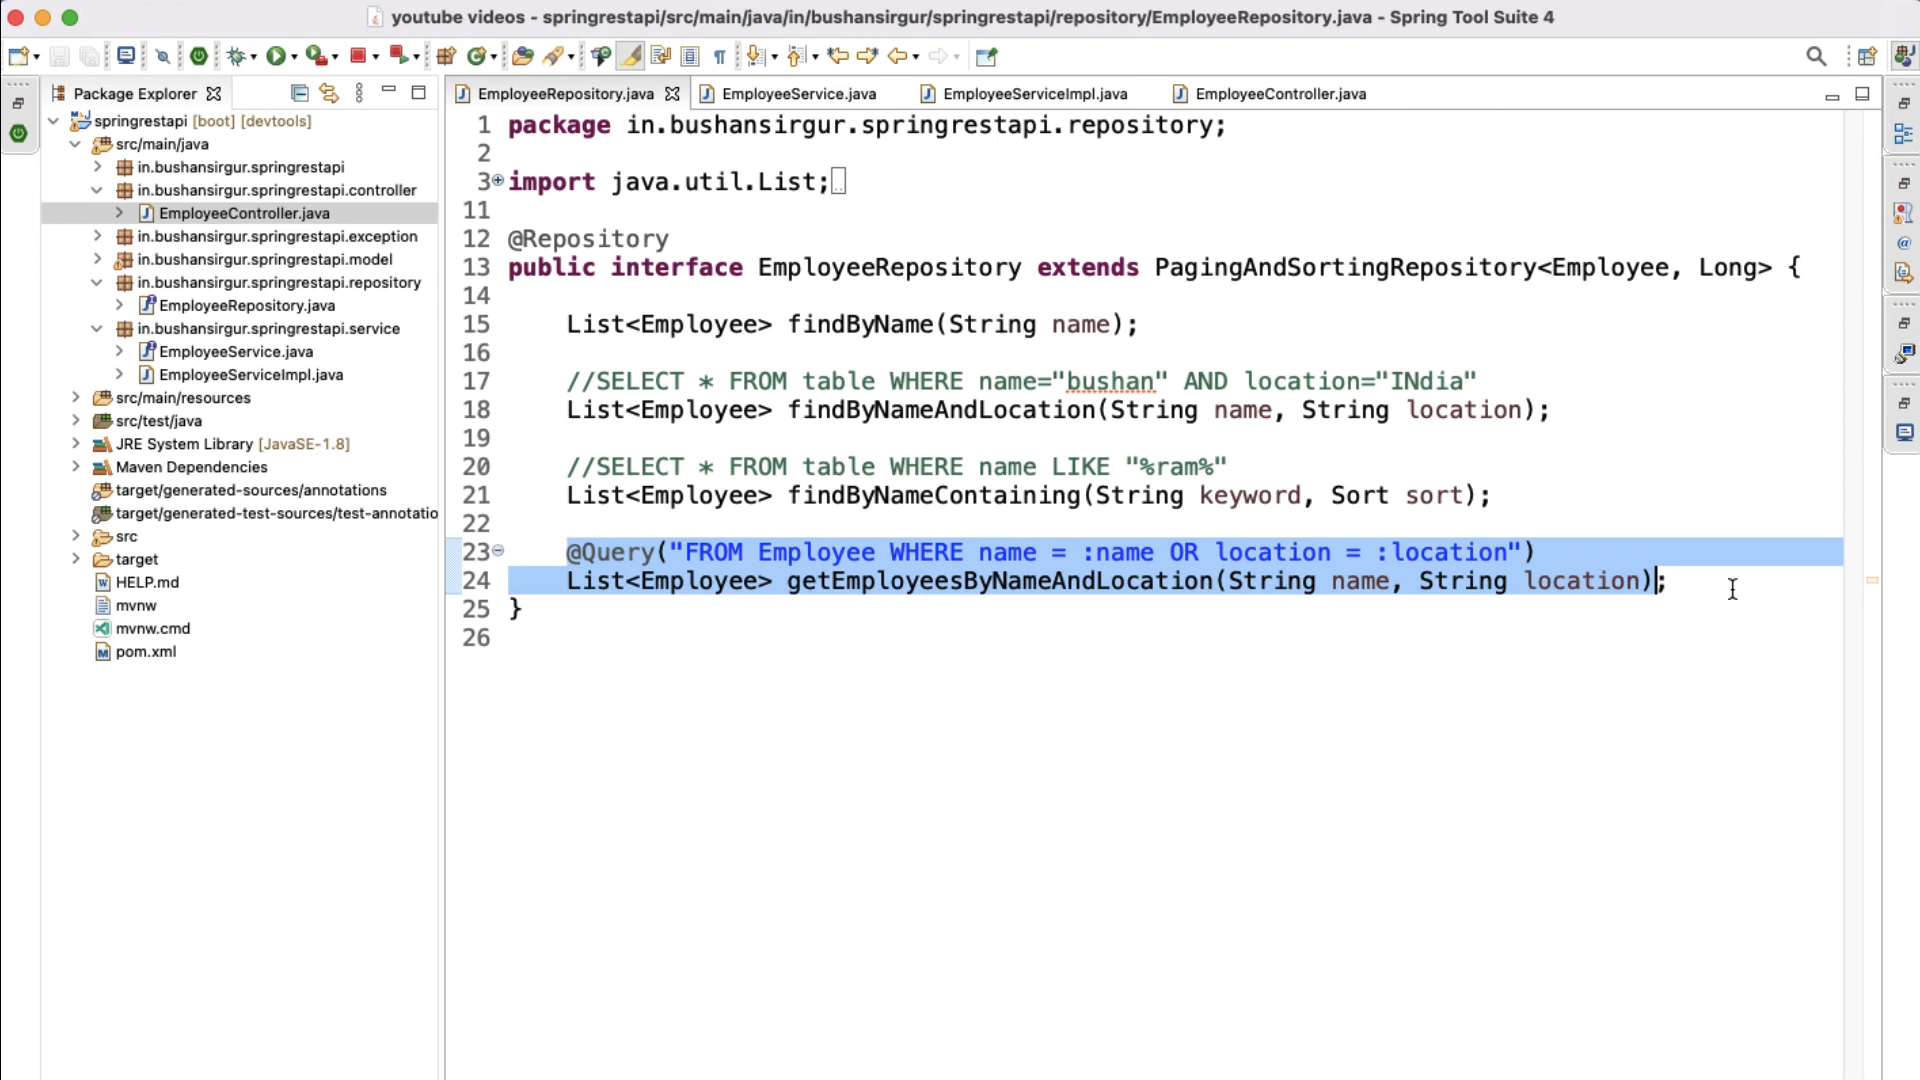 youtube videos - springrestapi/src/main/java/in/bushansirgur/springrestapi/repository/EmployeeRepository.java - Spring Tool Suite 4
Package Explorer
springrestapi [boot] [devtools]
src/main/java
in.bushansirgur.springrestapi
in.bushansirgur.springrestapi.controller
EmployeeController.java
in.bushansirgur.springrestapi.exception
in.bushansirgur.springrestapi.model
in.bushansirgur.springrestapi.repository
EmployeeRepository.java
in.bushansirgur.springrestapi.service
EmployeeService.java
EmployeeServiceImpl.java
src/main/resources
src/test/java
JRE System Library [JavaSE-1.8]
Maven Dependencies
target/generated-sources/annotations
target/generated-test-sources/test-annotatio
src
target
HELP.md
mvnw
mvnw.cmd
pom.xml
EmployeeRepository.java EmployeeService.java EmployeeServiceImpl.java EmployeeController.java
1 package in.bushansirgur.springrestapi.repository;
2
3 import java.util.List;
11
12 @Repository
13 public interface EmployeeRepository extends PagingAndSortingRepository<Employee, Long> {
14
15 List<Employee> findByName(String name);
16
17 //SELECT * FROM table WHERE name="bushan" AND location="INdia"
18 List<Employee> findByNameAndLocation(String name, String location);
19
20 //SELECT * FROM table WHERE name LIKE "%ram%"
21 List<Employee> findByNameContaining(String keyword, Sort sort);
22
23 @Query("FROM Employee WHERE name = :name OR location = :location")
24 List<Employee> getEmployeesByNameAndLocation(String name, String location);
25 }
26